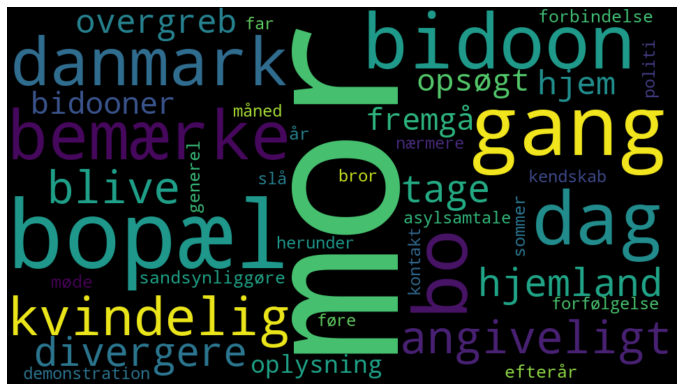 overgreb
far
forbindelse
danmark
mor
bidoon
politi
bidooner
måned
opsøgt
hjem
bemærke
år
fremgå
nærmere
gang
generel
blive
slå
bror
tage
kendskab
bopæl
herunder
asylsamtale
sommer
dag
møde
sandsynliggøre
kontakt
bo
hjemland
kvindelig
føre
forfølgelse
divergere
angiveligt
demonstration
oplysning
efterår